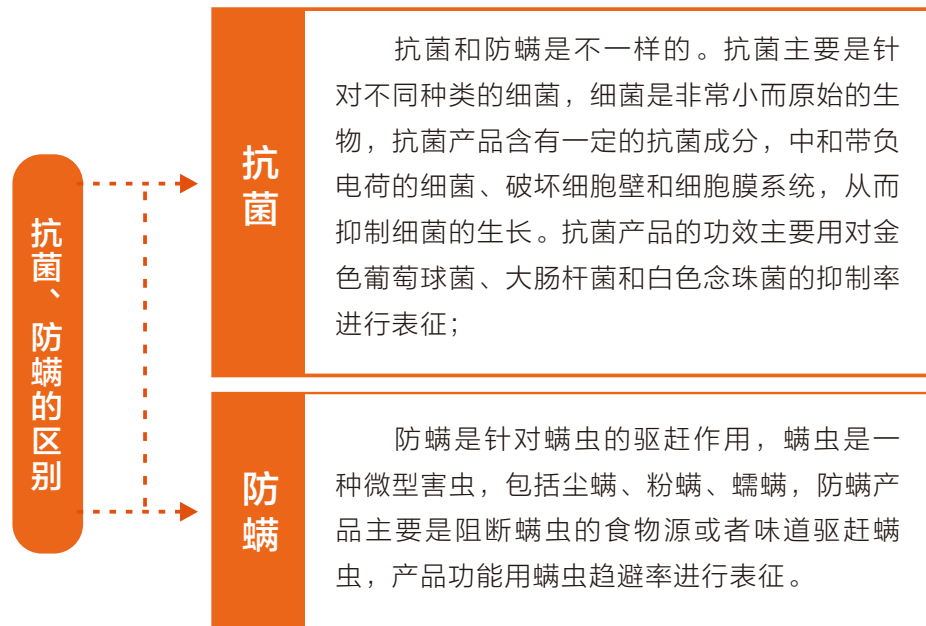 抗菌、防螨的区别
抗菌
抗菌和防螨是不一样的。抗菌主要是针
对不同种类的细菌，细菌是非常小而原始的生
物，抗菌产品含有一定的抗菌成分，中和带负
电荷的细菌、破坏细胞壁和细胞膜系统，从而
抑制细菌的生长。抗菌产品的功效主要用对金
色葡萄球菌、大肠杆菌和白色念珠菌的抑制率
进行表征；
防螨
防螨是针对螨虫的驱赶作用，螨虫是一
种微型害虫，包括尘螨、粉螨、蠕螨，防螨产
品主要是阻断螨虫的食物源或者味道驱赶螨
虫，产品功能用螨虫趋避率进行表征。